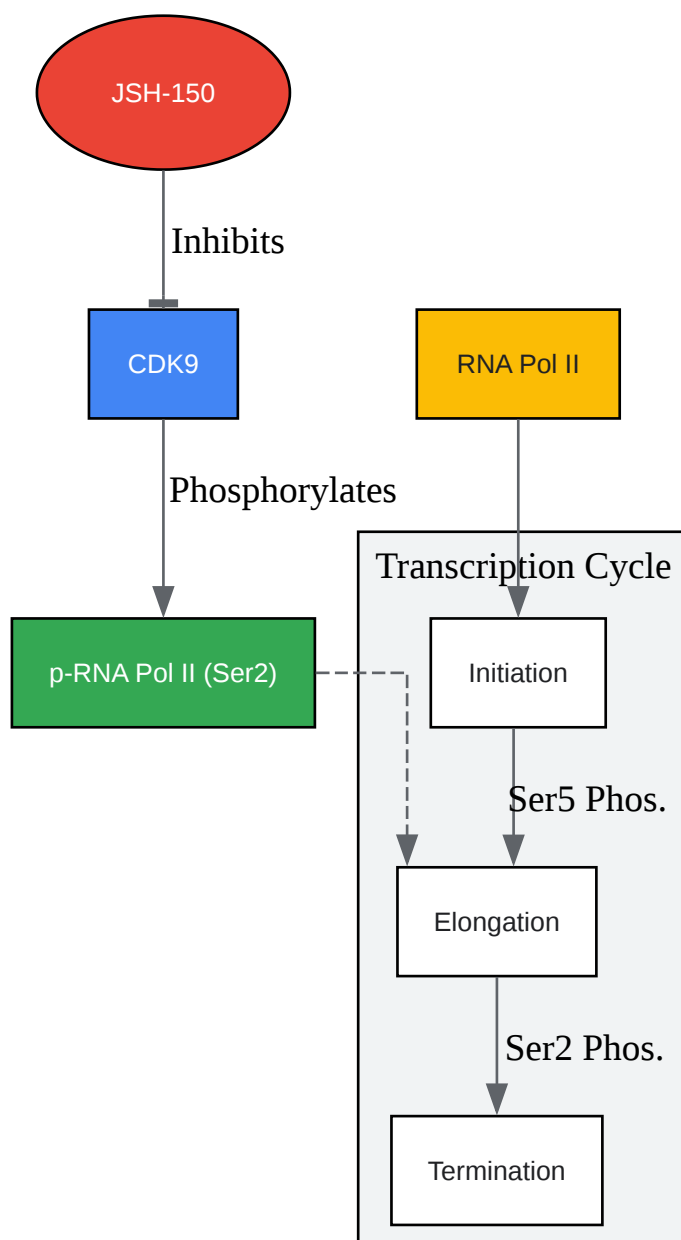 JSH-150
Inhibits
CDK9
RNA Pol II
Phosphorylates
Transcription Cycle
p-RNA Pol II (Ser2)
Initiation
Ser5 Phos.
Elongation
Ser2 Phos.
Termination